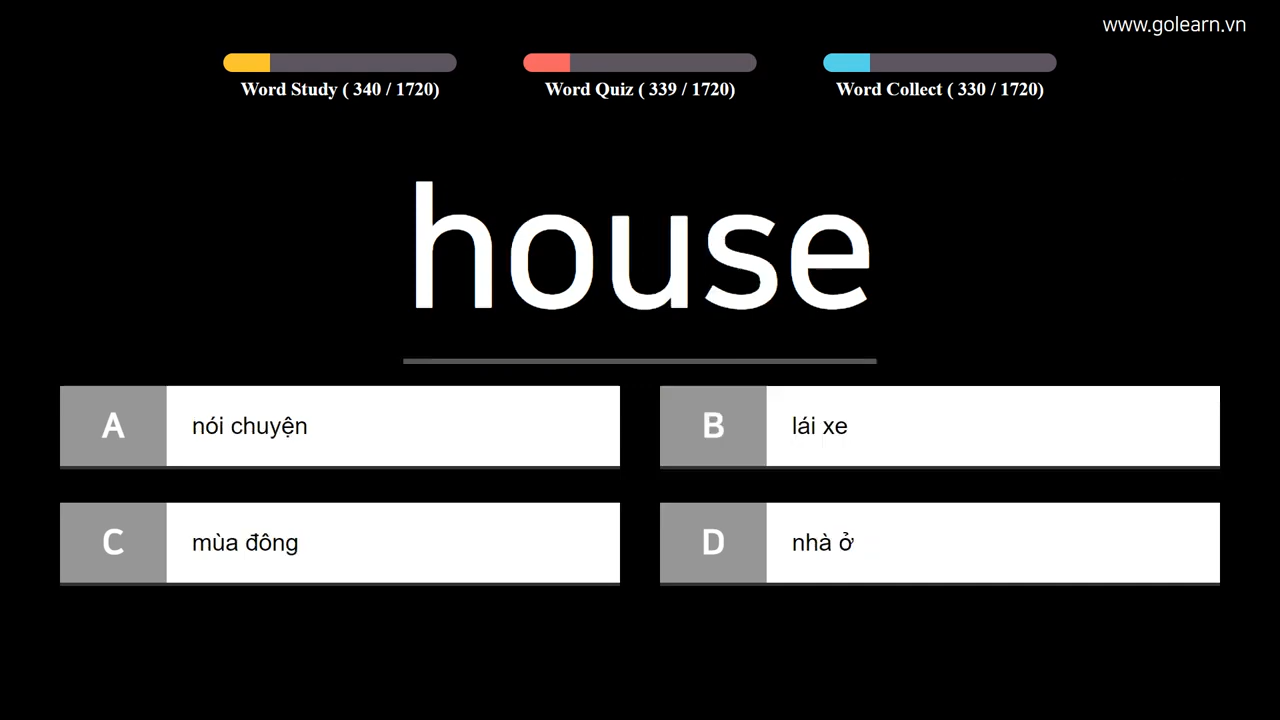 www.golearn.vn
Word Study ( 340 / 1720)
Word Quiz ( 339 / 1720)
Word Collect ( 330 / 1720)
house
A nói chuyện
B lái xe
C mùa đông
D nhà ở